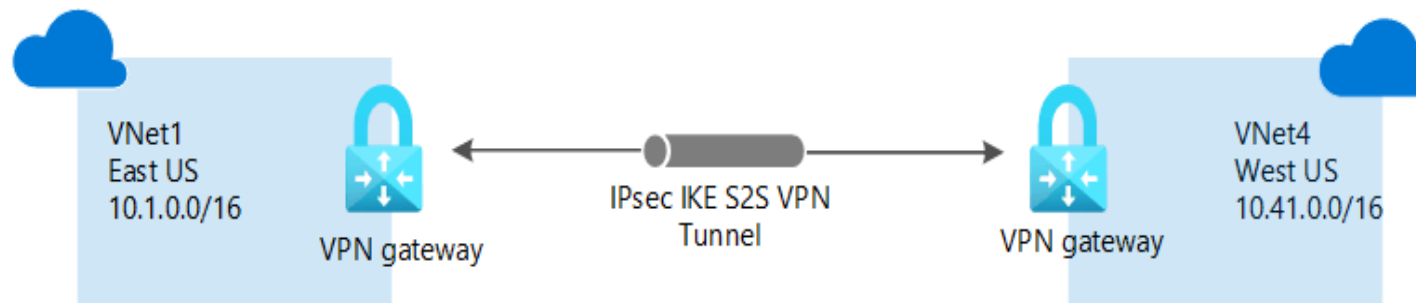 VNet1
East US
10.1.0.0/16
VPN gateway
IPsec IKE S2S VPN
Tunnel
VPN gateway
VNet4
West US
10.41.0.0/16